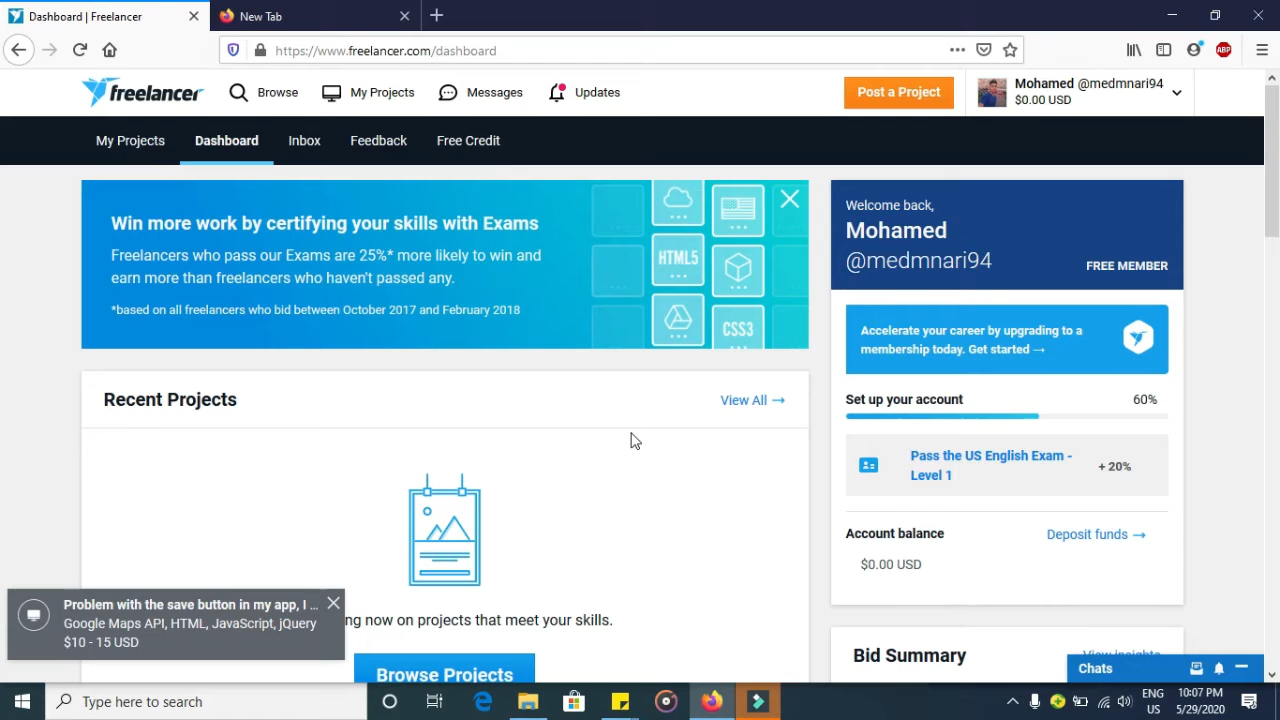 Dashboard | Freelancer
New Tab
https://www.freelancer.com/dashboard
ABP
freelancer
Browse
My Projects
Messages
Updates
Post a Project
Mohamed @medmnari94
$0.00 USD
My Projects
Dashboard
Inbox
Feedback
Free Credit
Win more work by certifying your skills with Exams
Freelancers who pass our Exams are 25%* more likely to win and
earn more than freelancers who haven't passed any.
*based on all freelancers who bid between October 2017 and February 2018
HTML5
CSS3
Welcome back,
Mohamed
@medmnari94
FREE MEMBER
Accelerate your career by upgrading to a
membership today. Get started →
Set up your account
60%
Pass the US English Exam -
Level 1
+ 20%
Account balance
Deposit funds →
$0.00 USD
Recent Projects
View All →
ng now on projects that meet your skills.
Browse Projects
Problem with the save button in my app, I ...
Google Maps API, HTML, JavaScript, jQuery
$10 - 15 USD
Bid Summary
View insights
Chats
Type here to search
ENG
US
10:07 PM
5/29/2020